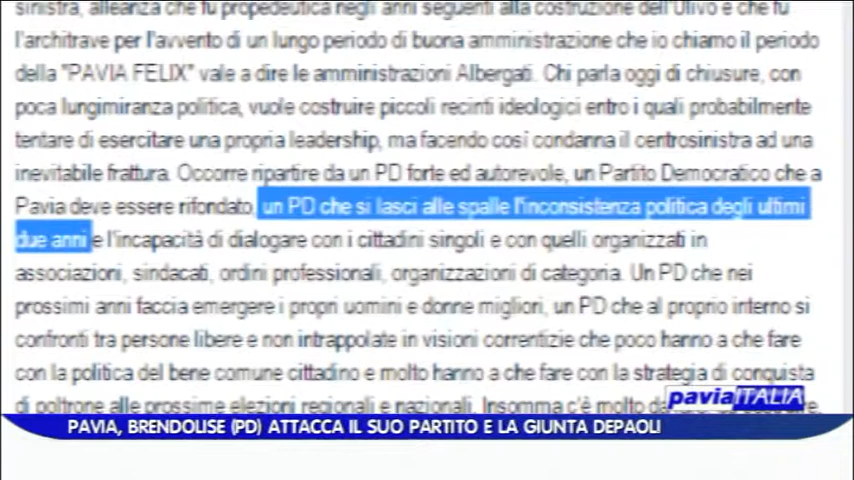 sinistra, alleanza che fu propedeutica negli anni seguenti alla costruzione dell'Ulivo e che fu
l'architrave per l'avvento di un lungo periodo di buona amministrazione che io chiamo il periodo
della "PAVIA FELIX" vale a dire le amministrazioni Albergati. Chi parla oggi di chiusure, con
poca lungimiranza politica, vuole costruire piccoli recinti ideologici entro i quali probabilmente
tentare di esercitare una propria leadership, ma facendo così condanna il centrosinistra ad una
inevitabile frattura. Occorre ripartire da un PD forte ed autorevole, un Partito Democratico che a
Pavia deve essere rifondato, un PD che si lasci alle spalle l'inconsistenza politica degli ultimi
due anni e l'incapacità di dialogare con i cittadini singoli e con quelli organizzati in
associazioni, sindacati, ordini professionali, organizzazioni di categoria. Un PD che nei
prossimi anni faccia emergere i propri uomini e donne migliori, un PD che al proprio interno si
confronti tra persone libere e non intrappolate in visioni correntizie che poco hanno a che fare
con la politica del bene comune cittadino e molto hanno a che fare con la strategia di conquista
di poltrone alle prossime elezioni regionali e nazionali. Insomma c'è molto da
paviaITALIA
PAVIA, BRENDOLISE (PD) ATTACCA IL SUO PARTITO E LA GIUNTA DEPAOLI